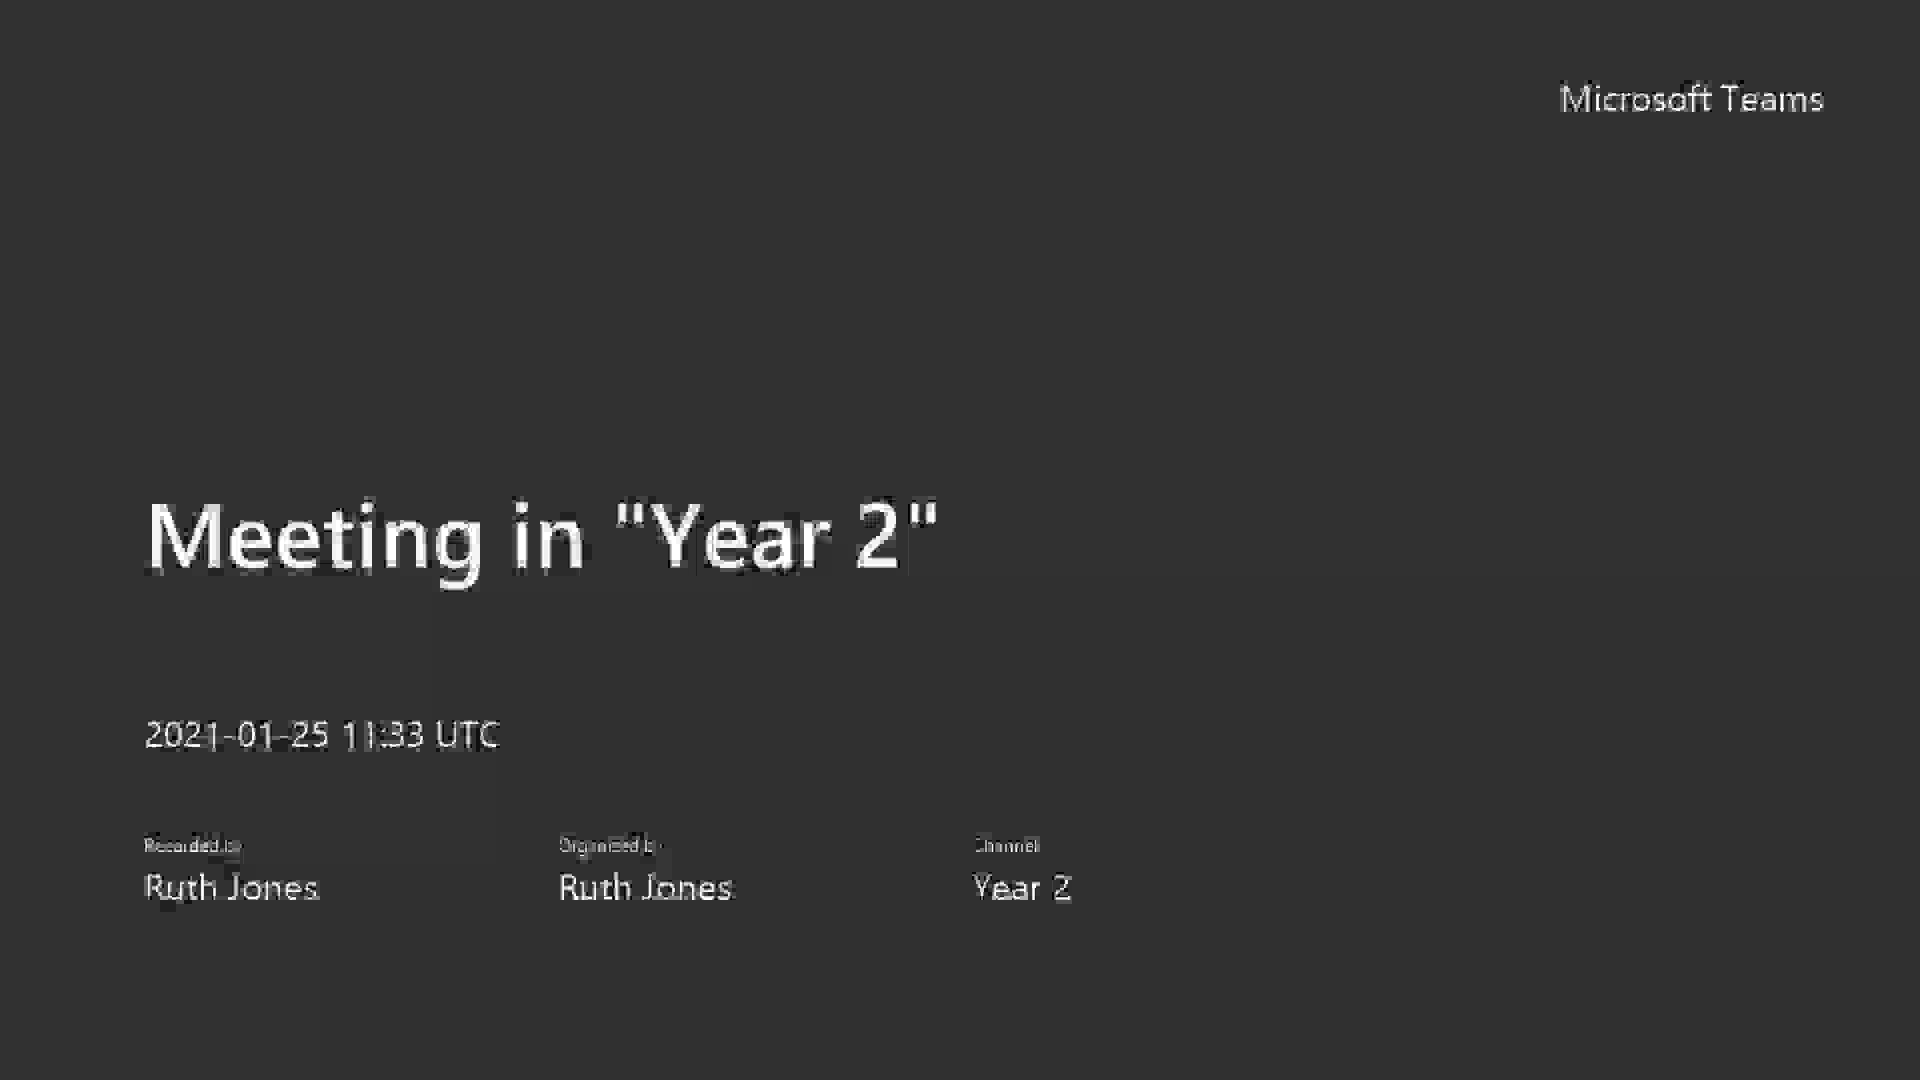 Microsoft Teams
Meeting in "Year 2"
2021-01-25 11:33 UTC
Recorded by
Organized by
Channel
Ruth Jones
Ruth Jones
Year 2